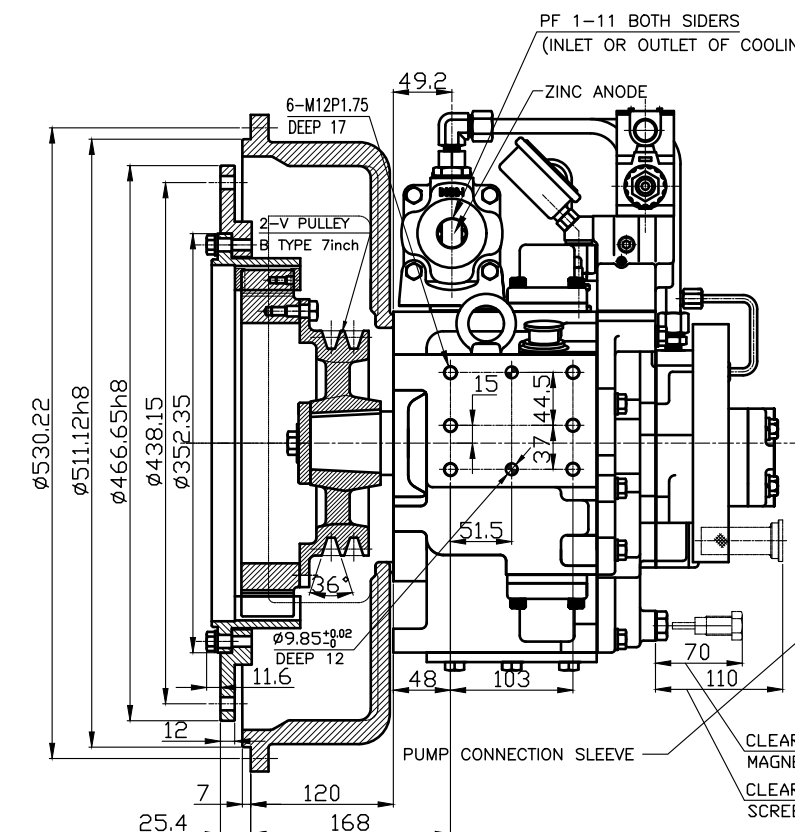 PF 1-11 BOTH SIDERS
(INLET OR OUTLET OF COOLIN
49.2
ZINC ANODE
6-M12P1.75
DEEP 17
2-V PULLEY
B TYPE 7inch
15
44.5
37
ø530.22
ø511.12h8
ø466.65h8
ø438.15
ø352.35
51.5
36°
ø9.85+0.02
-0
DEEP 12
11.6
48
103
70
110
12
PUMP CONNECTION SLEEVE
CLEAR
MAGNE
7
120
CLEAR
SCREE
25.4
168